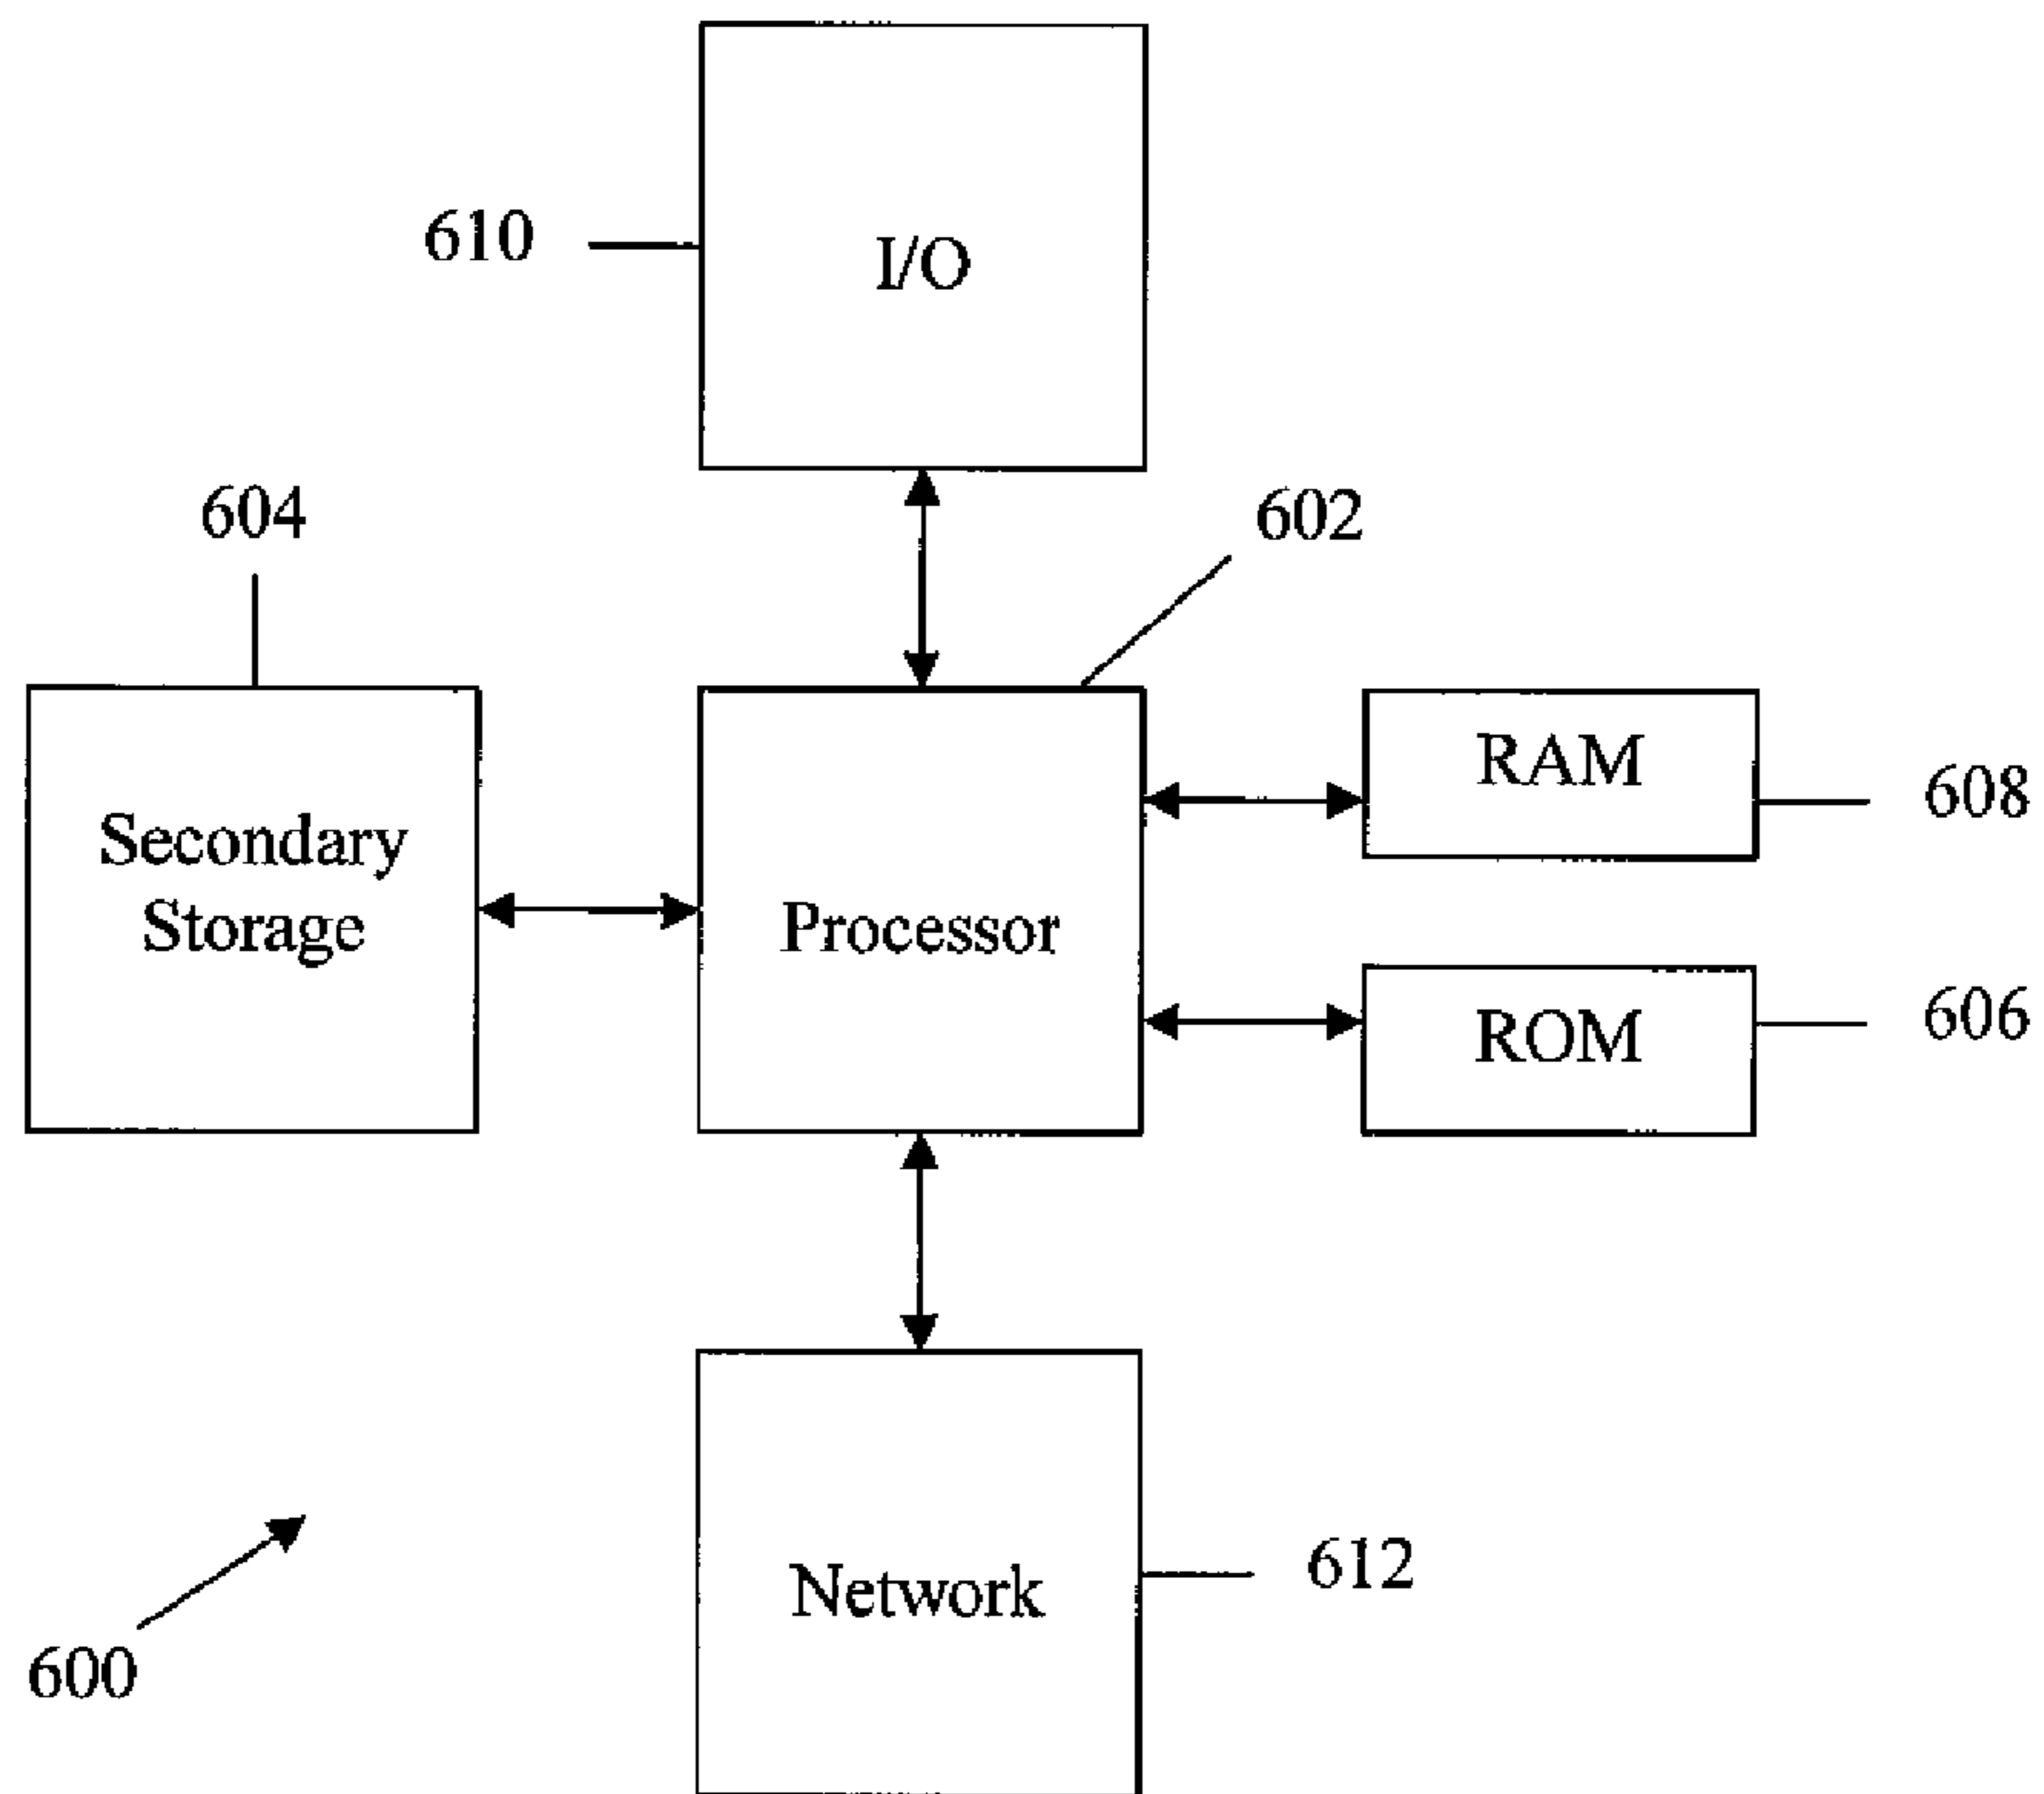 610
I/O
604
602
RAM
608
Secondary
Storage
Processor
ROM
606
Network
612
600